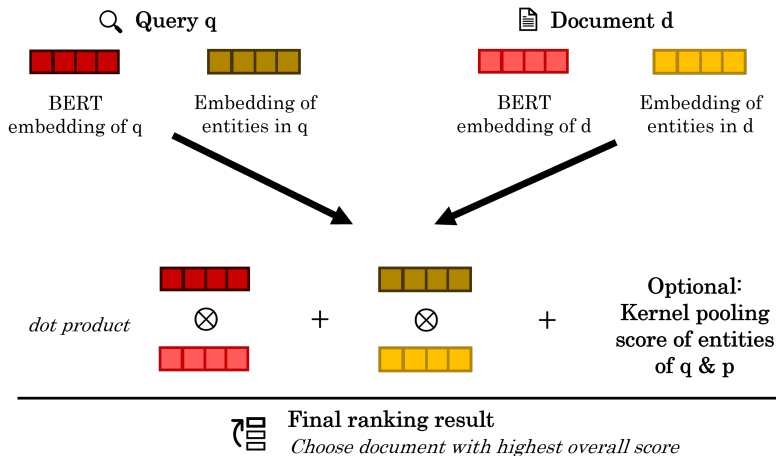 Query q
Document d
BERT
embedding of q
Embedding of
entities in q
BERT
embedding of d
Embedding of
entities in d
dot product
+
+
Optional:
Kernel pooling
score of entities
of q & p
Final ranking result
Choose document with highest overall score